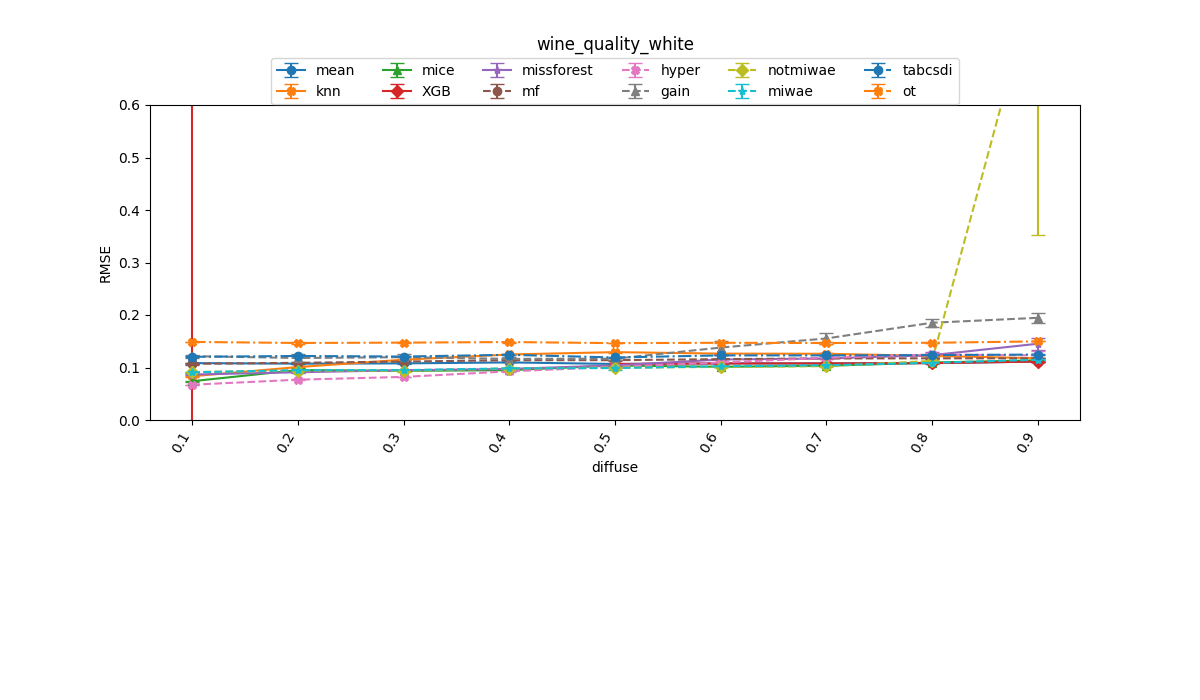 wine_quality_white
mean mice missforest hyper notmiwae tabcsdi
knn XGB mf gain miwae ot
0.6
0.5
0.4
0.3
0.2
0.1
0.0
RMSE
0.1 0.2 0.3 0.4 0.5 0.6 0.7 0.8 0.9
diffuse